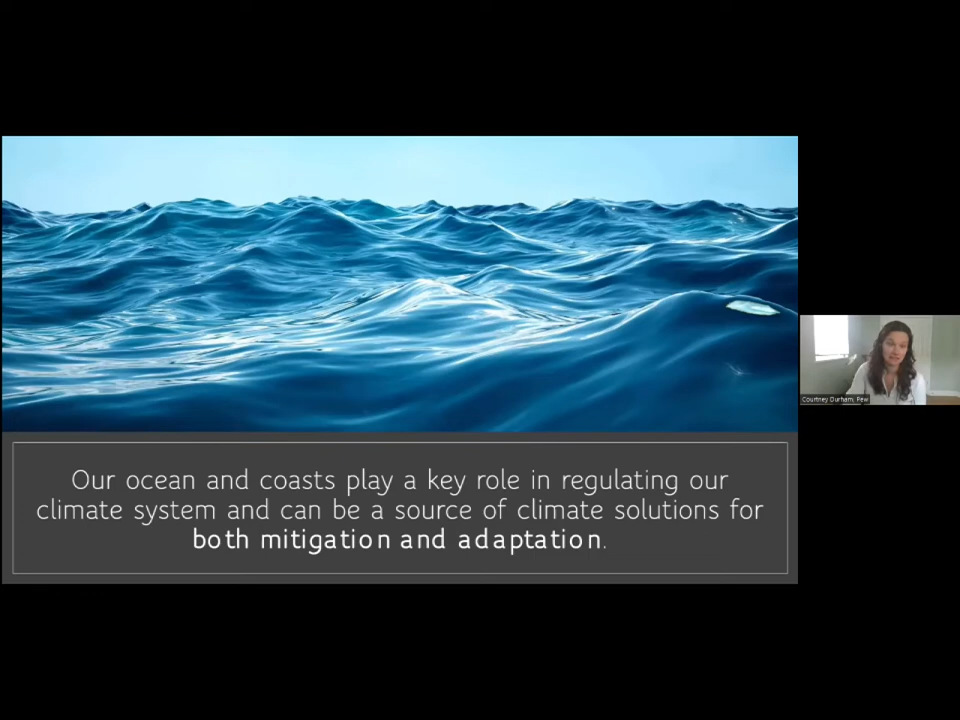 Our ocean and coasts play a key role in regulating our
climate system and can be a source of climate solutions for
both mitigation and adaptation.
Courtney Durham, Pew